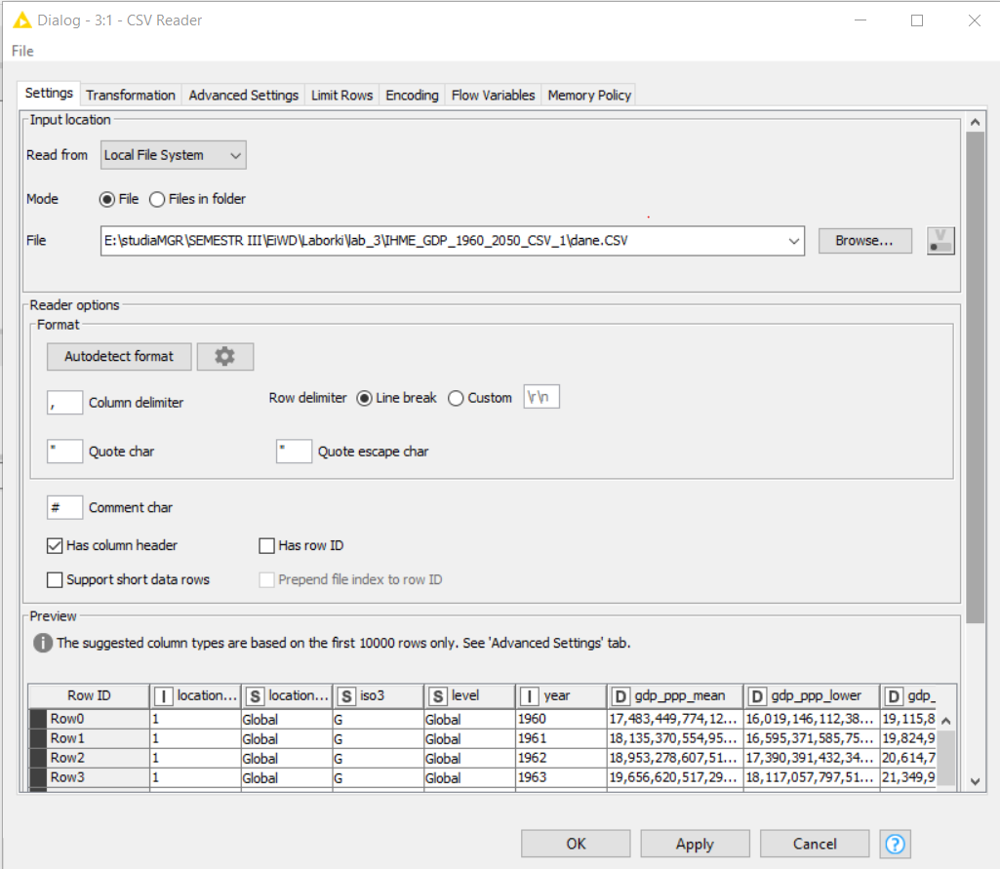 Dialog - 3:1 - CSV Reader
File
Settings Transformation Advanced Settings Limit Rows Encoding Flow Variables Memory Policy
Input location
Read from Local File System
Mode File Files in folder
File E:\studiaMGR\SEMESTR III\EiWD\Laborki\lab_3\IHME_GDP_1960_2050_CSV_1\dane.CSV Browse... V
Reader options
Format
Autodetect format
, Column delimiter Row delimiter Line break Custom \r\n
" Quote char " Quote escape char
# Comment char
Has column header Has row ID
Support short data rows Prepend file index to row ID
Preview
i The suggested column types are based on the first 10000 rows only. See 'Advanced Settings' tab.
Row ID I location... S location... S iso3 S level I year D gdp_ppp_mean D gdp_ppp_lower D gdp_
Row0 1 Global G Global 1960 17,483,449,774,12... 16,019,146,112,38... 19,115,8
Row1 1 Global G Global 1961 18,135,370,554,95... 16,595,371,585,75... 19,824,9
Row2 1 Global G Global 1962 18,953,278,607,51... 17,390,391,432,34... 20,614,7
Row3 1 Global G Global 1963 19,656,620,517,29... 18,117,057,797,51... 21,349,9
OK Apply Cancel ?